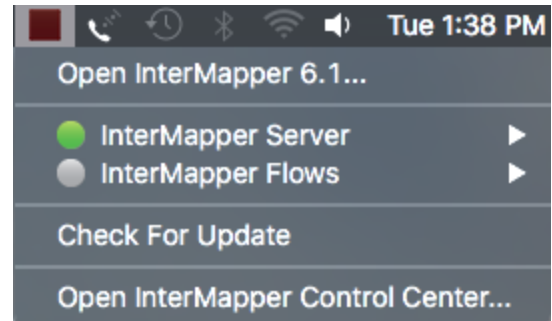 Tue 1:38 PM
Open InterMapper 6.1...
InterMapper Server
InterMapper Flows
Check For Update
Open InterMapper Control Center...